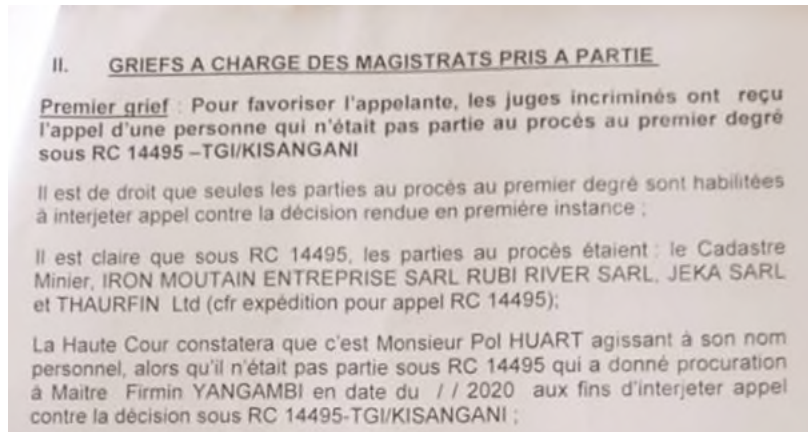 II. GRIEFS A CHARGE DES MAGISTRATS PRIS A PARTIE
Premier grief : Pour favoriser l'appelante, les juges incriminés ont reçu
l'appel d'une personne qui n'était pas partie au procés au premier degré
sous RC 14495 –TGI/KISANGANI
Il est de droit que seules les parties au procés au premier degré sont habilitées
à interjeter appel contre la décision rendue en première instance ;
Il est claire que sous RC 14495, les parties au procès étaient : le Cadastre
Minier, IRON MOUTAIN ENTREPRISE SARL RUBI RIVER SARL, JEKA SARL
et THAURFIN Ltd (cfr expédition pour appel RC 14495);
La Haute Cour constatera que c'est Monsieur Pol HUART agissant à son nom
personnel, alors qu'il n'était pas partie sous RC 14495 qui a donné procuration
à Maitre Firmin YANGAMBI en date du / / 2020 aux fins d'interjeter appel
contre la décision sous RC 14495-TGI/KISANGANI ;